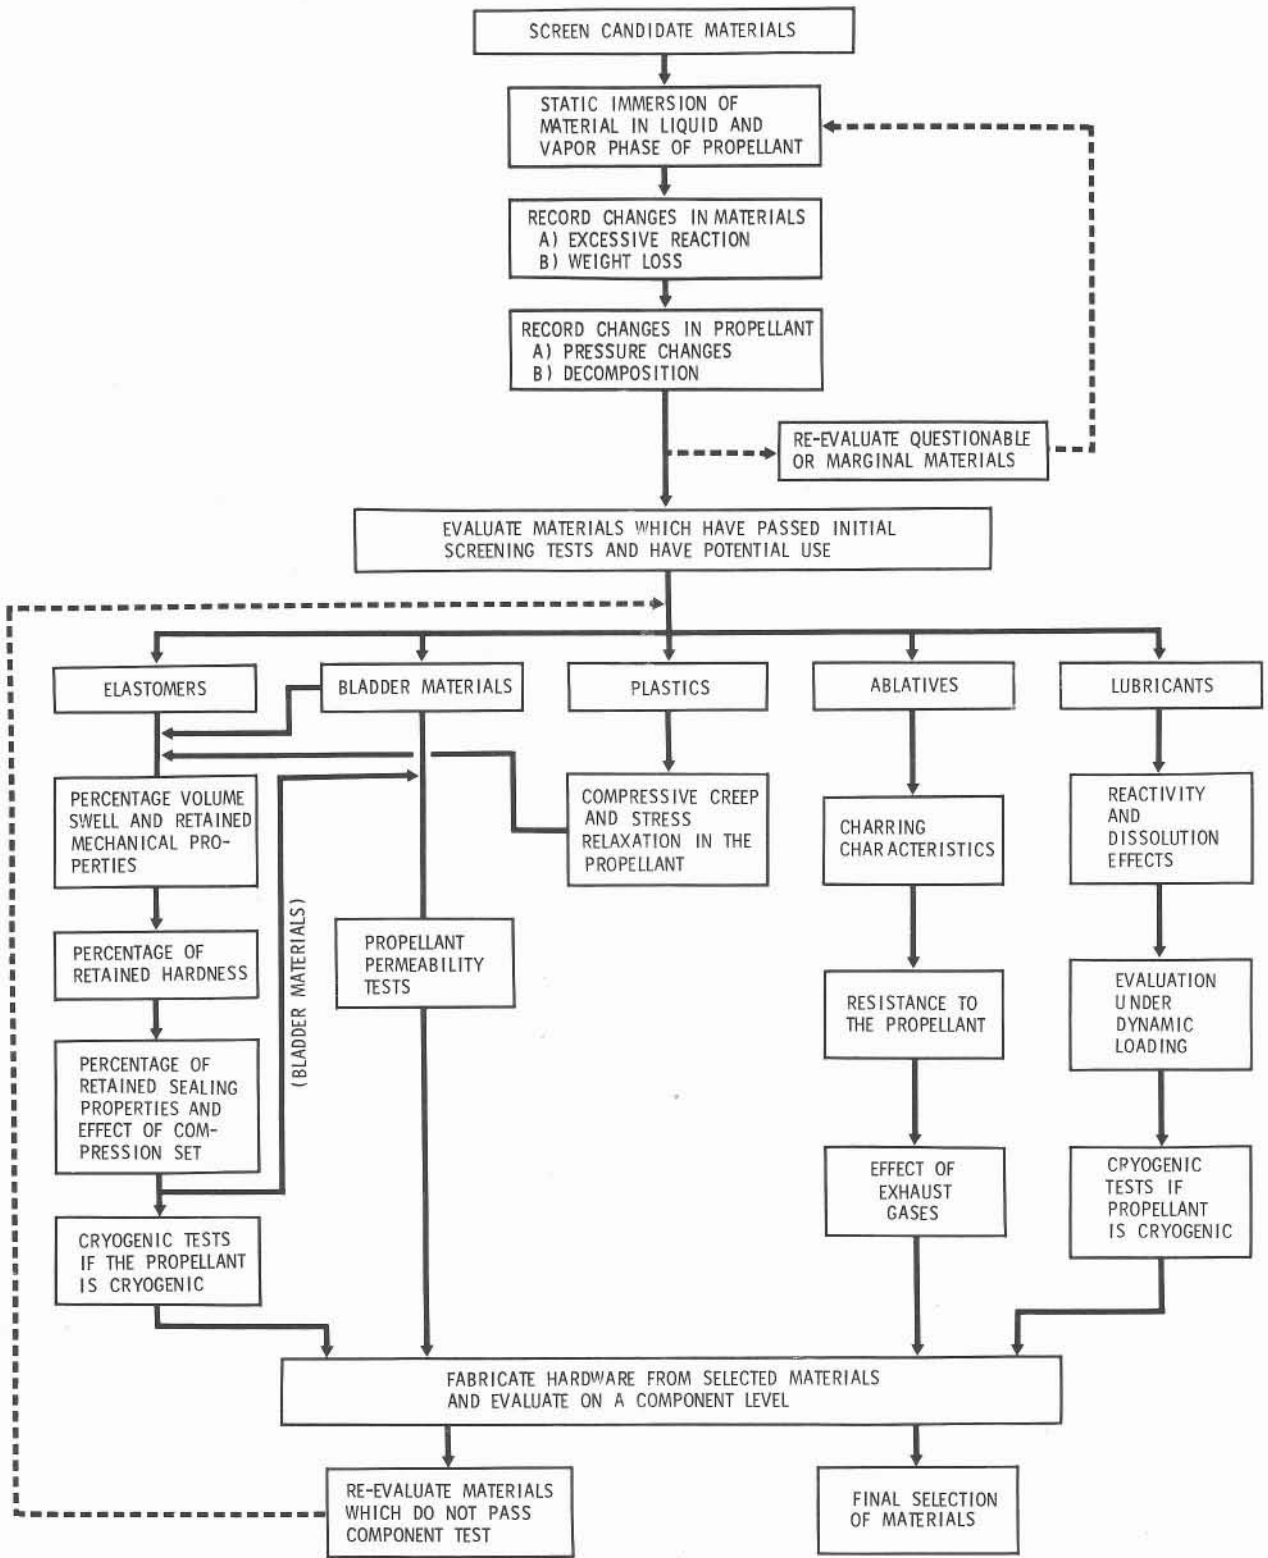 SCREEN CANDIDATE MATERIALS
STATIC IMMERSION OF
MATERIAL IN LIQUID AND
VAPOR PHASE OF PROPELLANT
RECORD CHANGES IN MATERIALS
A) EXCESSIVE REACTION
B) WEIGHT LOSS
RECORD CHANGES IN PROPELLANT
A) PRESSURE CHANGES
B) DECOMPOSITION
RE-EVALUATE QUESTIONABLE
OR MARGINAL MATERIALS
EVALUATE MATERIALS WHICH HAVE PASSED INITIAL
SCREENING TESTS AND HAVE POTENTIAL USE
ELASTOMERS
BLADDER MATERIALS
PLASTICS
ABLATIVES
LUBRICANTS
PERCENTAGE VOLUME
SWELL AND RETAINED
MECHANICAL PRO-
PERTIES
COMPRESSIVE CREEP
AND STRESS
RELAXATION IN THE
PROPELLANT
CHARRING
CHARACTERISTICS
REACTIVITY
AND
DISSOLUTION
EFFECTS
PERCENTAGE OF
RETAINED HARDNESS
(BLADDER MATERIALS)
PROPELLANT
PERMEABILITY
TESTS
RESISTANCE TO
THE PROPELLANT
EVALUATION
UNDER
DYNAMIC
LOADING
PERCENTAGE OF
RETAINED SEALING
PROPERTIES AND
EFFECT OF COM-
PRESSION SET
EFFECT OF
EXHAUST
GASES
CRYOGENIC
TESTS IF
PROPELLANT
IS CRYOGENIC
CRYOGENIC TESTS
IF THE PROPELLANT
IS CRYOGENIC
FABRICATE HARDWARE FROM SELECTED MATERIALS
AND EVALUATE ON A COMPONENT LEVEL
RE-EVALUATE MATERIALS
WHICH DO NOT PASS
COMPONENT TEST
FINAL SELECTION
OF MATERIALS